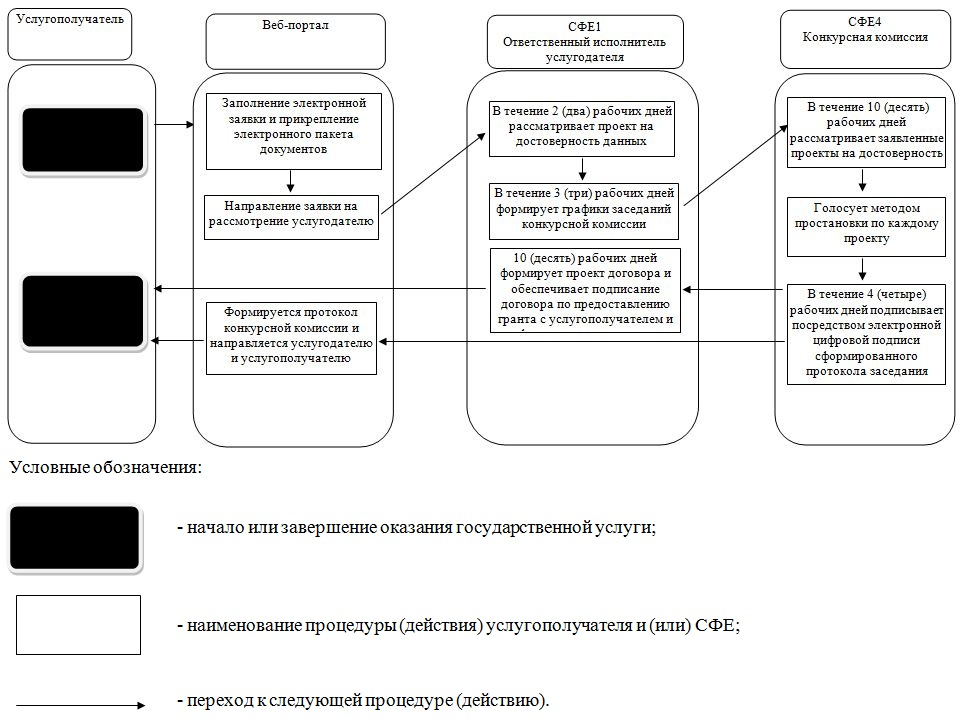 Услугополучатель
Веб-портал
СФЕ1
Ответственный исполнитель
услугодателя
СФЕ4
Конкурсная комиссия
Заполнение электронной
заявки и прикрепление
электронного пакета
документов
Направление заявки на
рассмотрение услугодателю
Формируется протокол
конкурсной комиссии и
направляется услугодателю
и услугополучателю
В течение 2 (два) рабочих дней
рассматривает проект на
достоверность данных
В течение 3 (три) рабочих дней
формирует графики заседаний
конкурсной комиссии
10 (десять) рабочих дней
формирует проект договора и
обеспечивает подписание
договора по предоставлению
гранта с услугополучателем и
В течение 10 (десять)
рабочих дней
рассматривает заявленные
проекты на достоверность
Голосует методом
простановки по каждому
проекту
В течение 4 (четыре)
рабочих дней подписывает
посредством электронной
цифровой подписи
сформированного
протокола заседания
Условные обозначения:
- начало или завершение оказания государственной услуги;
- наименование процедуры (действия) услугополучателя и (или) СФЕ;
- переход к следующей процедуре (действию).